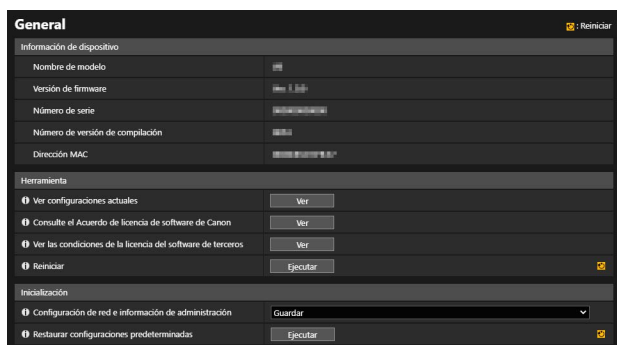 General
: Reiniciar
Información de dispositivo
Nombre de modelo
Versión de firmware
Número de serie
Número de versión de compilación
Dirección MAC
Herramienta
Ver configuraciones actuales Ver
Consulte el Acuerdo de licencia de software de Canon Ver
Ver las condiciones de la licencia del software de terceros Ver
Reiniciar Ejecutar
Inicialización
Configuración de red e información de administración Guardar
Restaurar configuraciones predeterminadas Ejecutar